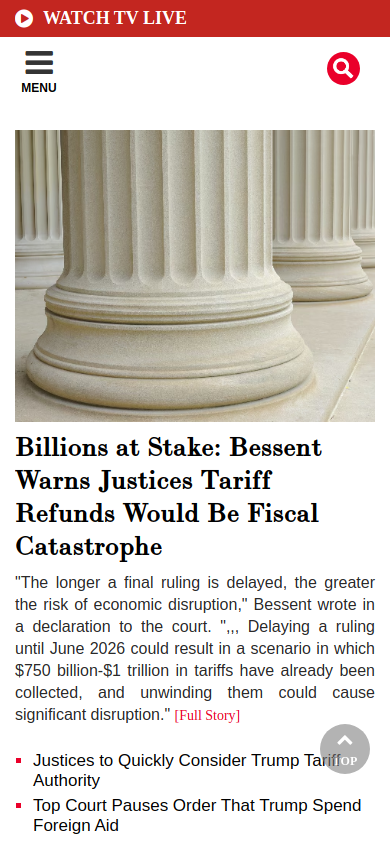 WATCH TV LIVE
MENU
Billions at Stake: Bessent
Warns Justices Tariff
Refunds Would Be Fiscal
Catastrophe
"The longer a final ruling is delayed, the greater
the risk of economic disruption," Bessent wrote in
a declaration to the court. ",,, Delaying a ruling
until June 2026 could result in a scenario in which
$750 billion-$1 trillion in tariffs have already been
collected, and unwinding them could cause
significant disruption." [Full Story]
Justices to Quickly Consider Trump Tariff
Authority
TOP
Top Court Pauses Order That Trump Spend
Foreign Aid